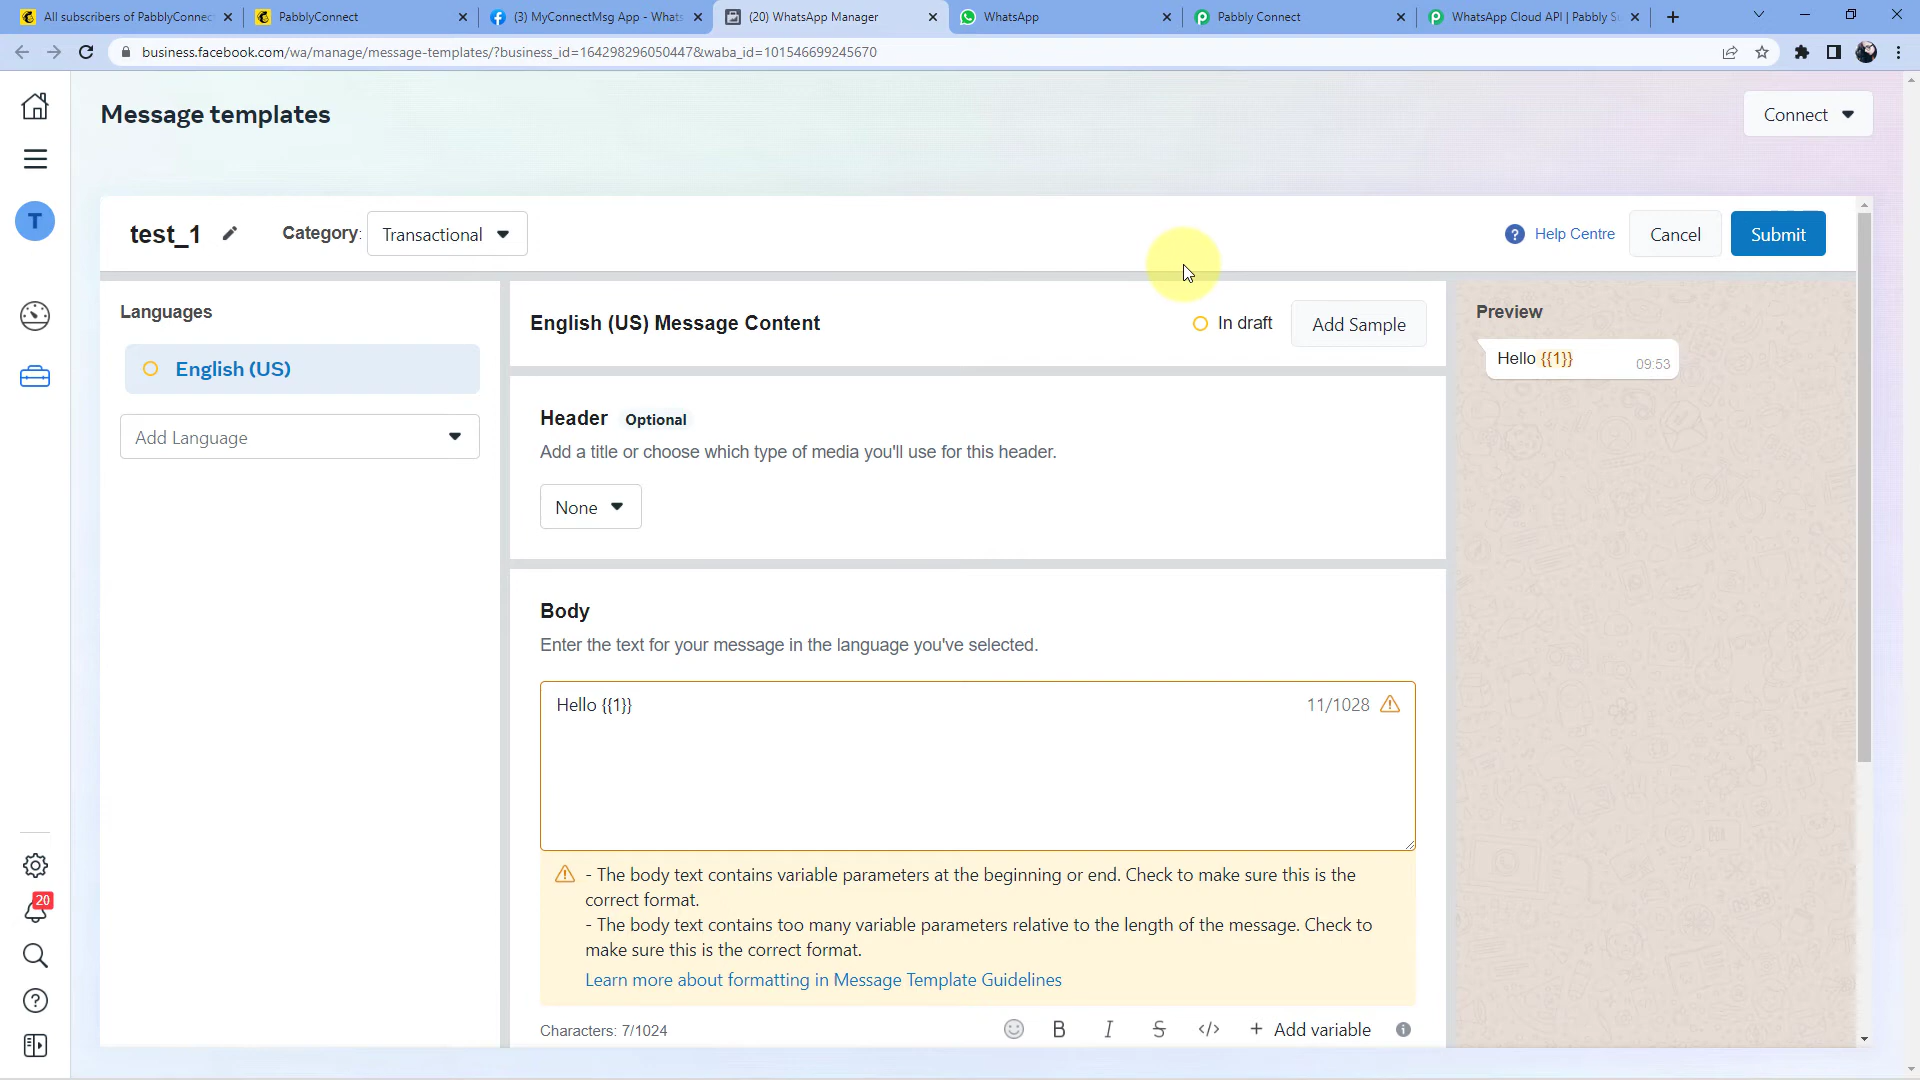 All subscribers of PabblyConnec
PabblyConnect
(3) MyConnectMsg App - Whats
(20) WhatsApp Manager
WhatsApp
Pabbly Connect
WhatsApp Cloud API | Pabbly S
business.facebook.com/wa/manage/message-templates/?business_id=164298296050447&waba_id=101546699245670
Message templates
Connect
T
test_1
Category:
Transactional
Help Centre
Cancel
Submit
Languages
English (US)
Add Language
English (US) Message Content
In draft
Add Sample
Header Optional
Add a title or choose which type of media you'll use for this header.
None
Body
Enter the text for your message in the language you've selected.
Hello {{1}}
11/1028
- The body text contains variable parameters at the beginning or end. Check to make sure this is the
correct format.
- The body text contains too many variable parameters relative to the length of the message. Check to
make sure this is the correct format.
Learn more about formatting in Message Template Guidelines
Characters: 7/1024
B
I
S
</>
+ Add variable
Preview
Hello {{1}}
09:53
20